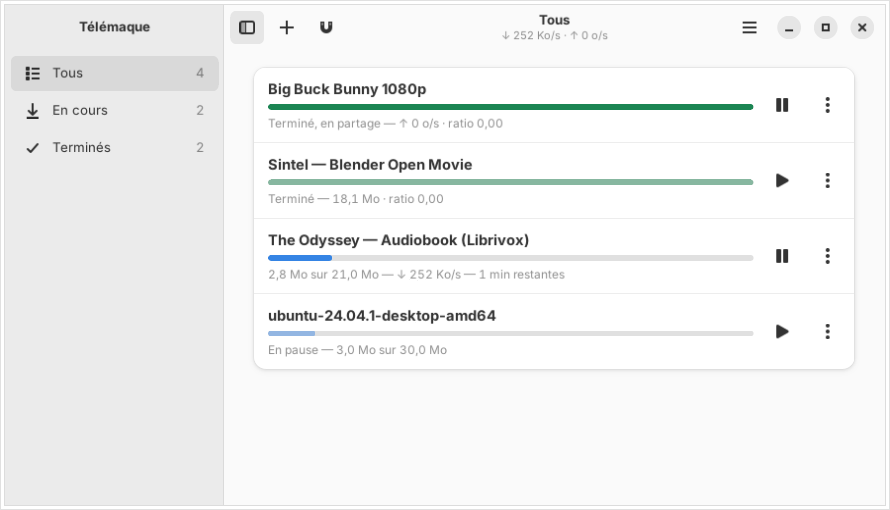 Télémaque
Tous 4
En cours 2
Terminés 2
Tous
↓ 252 Ko/s · ↑ 0 o/s
Big Buck Bunny 1080p
Terminé, en partage — ↑ 0 o/s · ratio 0,00
Sintel — Blender Open Movie
Terminé — 18,1 Mo · ratio 0,00
The Odyssey — Audiobook (Librivox)
2,8 Mo sur 21,0 Mo — ↓ 252 Ko/s — 1 min restantes
ubuntu-24.04.1-desktop-amd64
En pause — 3,0 Mo sur 30,0 Mo